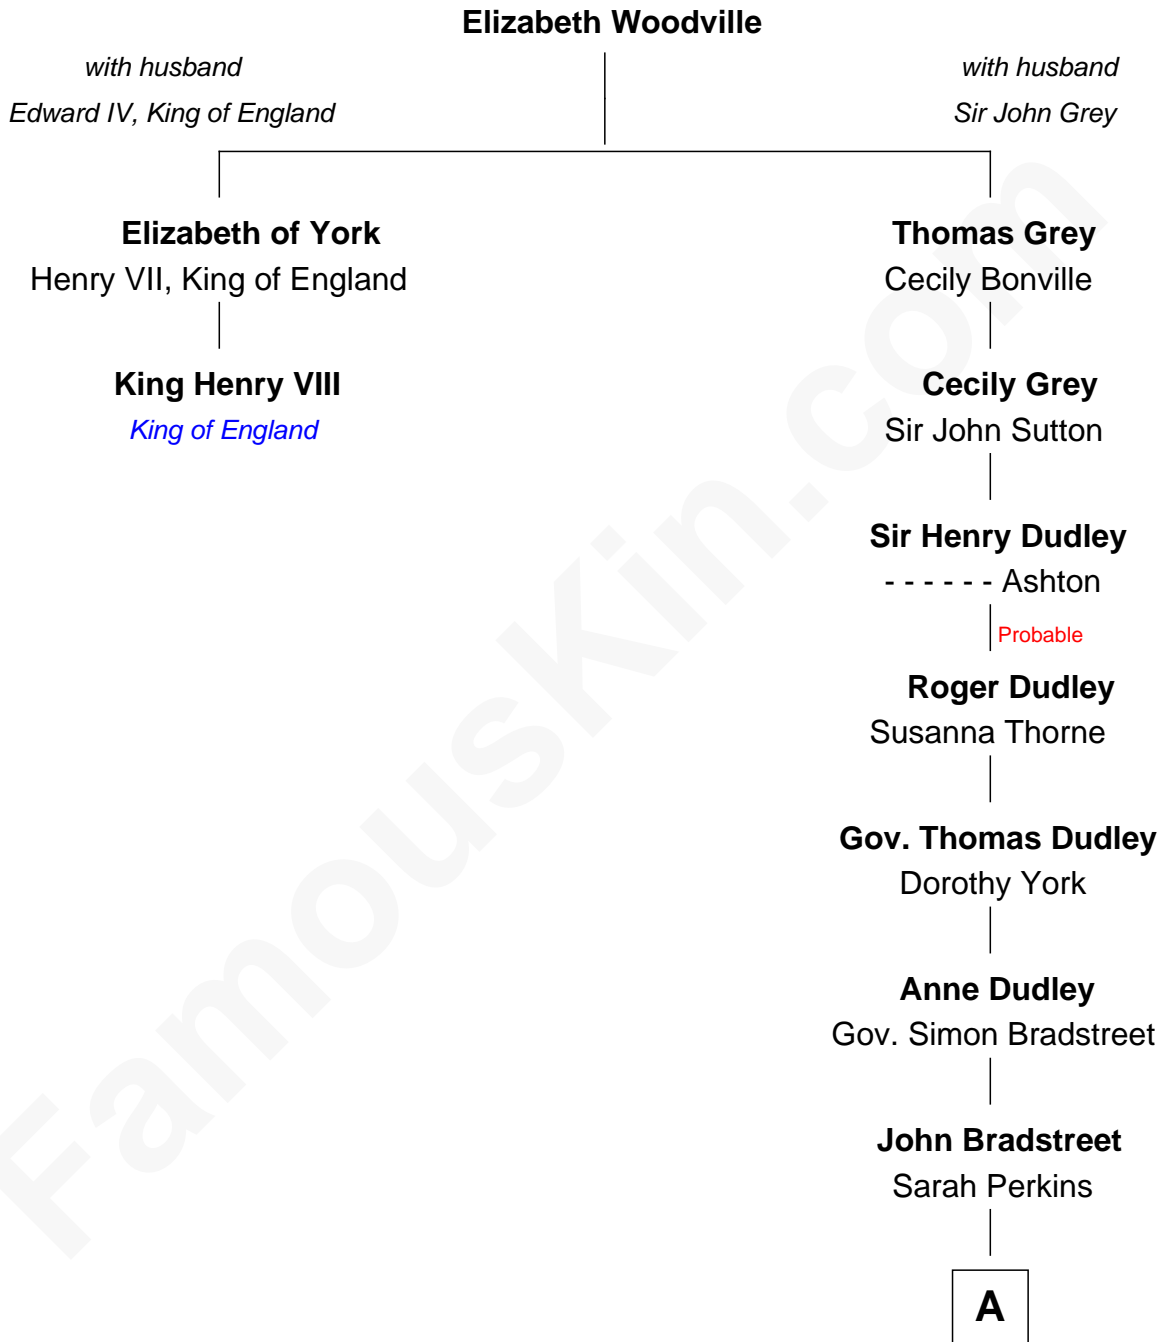 Elizabeth Woodville
with husband
Edward IV, King of England
with husband
Sir John Grey
Elizabeth of York
Henry VII, King of England
King Henry VIII
King of England
Thomas Grey
Cecily Bonville
Cecily Grey
Sir John Sutton
Sir Henry Dudley
- - - - - - Ashton
Probable
Roger Dudley
Susanna Thorne
Gov. Thomas Dudley
Dorothy York
Anne Dudley
Gov. Simon Bradstreet
John Bradstreet
Sarah Perkins
A
FamousKin.com